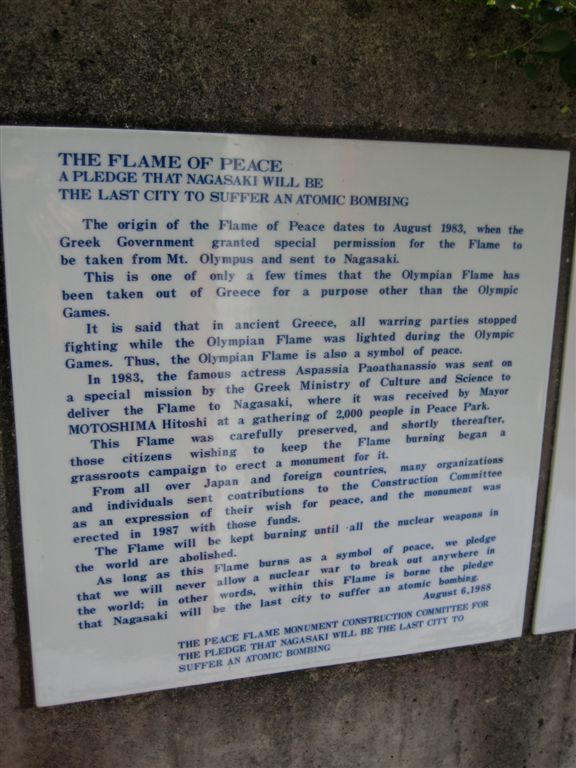 THE FLAME OF PEACE
A PLEDGE THAT NAGASAKI WILL BE
THE LAST CITY TO SUFFER AN ATOMIC BOMBING
The origin of the Flame of Peace dates to August 1983, when the
Greek Government granted special permission for the Flame to
be taken from Mt. Olympus and sent to Nagasaki.
This is one of only a few times that the Olympian Flame has
been taken out of Greece for a purpose other than the Olympic
Games.
It is said that in ancient Greece, all warring parties stopped
fighting while the Olympian Flame was lighted during the Olympic
Games. Thus, the Olympian Flame is also a symbol of peace.
In 1983, the famous actress Aspassia Paoathanassio was sent on
a special mission by the Greek Ministry of Culture and Science to
deliver the Flame to Nagasaki, where it was received by Mayor
MOTOSHIMA Hitoshi at a gathering of 2,000 people in Peace Park.
This Flame was carefully preserved, and shortly thereafter,
those citizens wishing to keep the Flame burning began a
grassroots campaign to erect a monument for it.
From all over Japan and foreign countries, many organizations
and individuals sent contributions to the Construction Committee
as an expression of their wish for peace, and the monument was
erected in 1987 with those funds.
The Flame will be kept burning until all the nuclear weapons in
the world are abolished.
As long as this Flame burns as a symbol of peace, we pledge
that we will never allow a nuclear war to break out anywhere in
the world; in other words, within this Flame is borne the pledge
that Nagasaki will be the last city to suffer an atomic bombing.
August 6,1988
THE PEACE FLAME MONUMENT CONSTRUCTION COMMITTEE FOR
THE PLEDGE THAT NAGASAKI WILL BE THE LAST CITY TO
SUFFER AN ATOMIC BOMBING